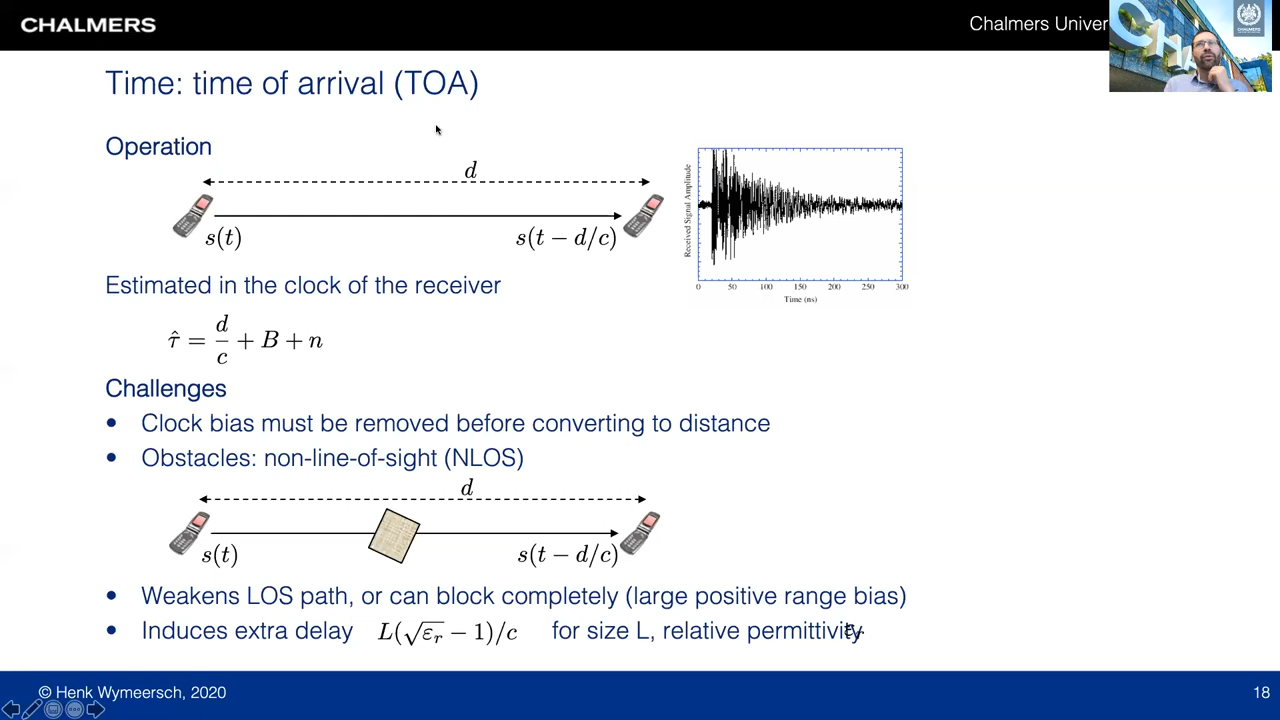 CHALMERS
Chalmers Univer
Time: time of arrival (TOA)
Operation
d
s(t)
s(t − d/c)
Received Signal Amplitude
0 50 100 150 200 250 300
Time (ns)
Estimated in the clock of the receiver
τ̂ = d/c + B + n
Challenges
• Clock bias must be removed before converting to distance
• Obstacles: non-line-of-sight (NLOS)
d
s(t)
s(t − d/c)
• Weakens LOS path, or can block completely (large positive range bias)
• Induces extra delay L(√εr − 1)/c for size L, relative permittivity εr
© Henk Wymeersch, 2020
18